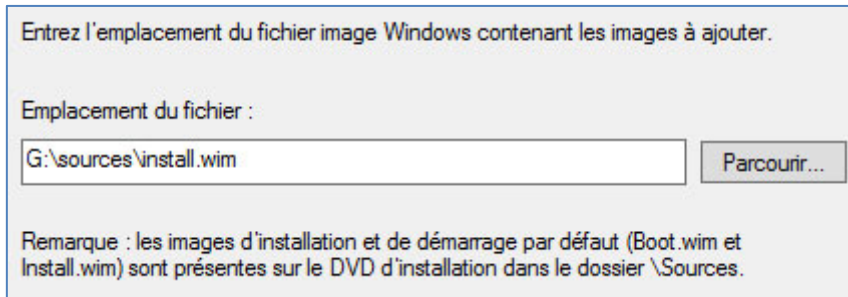 Entrez l'emplacement du fichier image Windows contenant les images à ajouter.
Emplacement du fichier :
G:\sources\install.wim
Parcourir...
Remarque : les images d'installation et de démarrage par défaut (Boot.wim et
Install.wim) sont présentes sur le DVD d'installation dans le dossier \Sources.